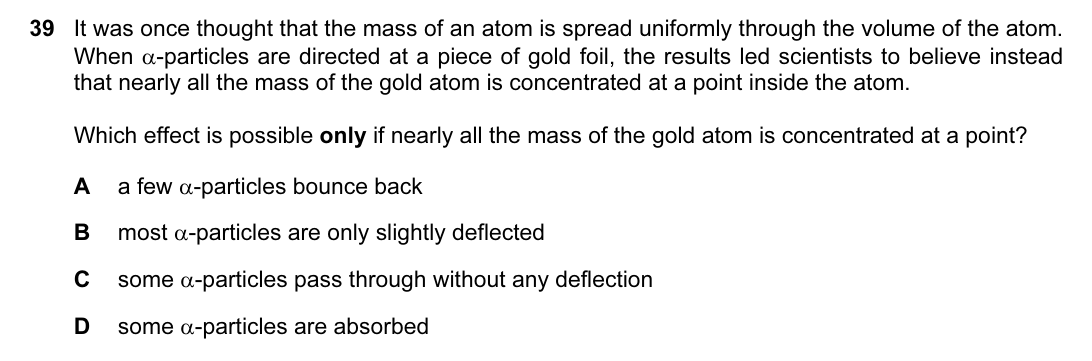 39 It was once thought that the mass of an atom is spread uniformly through the volume of the atom.
When α-particles are directed at a piece of gold foil, the results led scientists to believe instead
that nearly all the mass of the gold atom is concentrated at a point inside the atom.
Which effect is possible only if nearly all the mass of the gold atom is concentrated at a point?
A a few α-particles bounce back
B most α-particles are only slightly deflected
C some α-particles pass through without any deflection
D some α-particles are absorbed